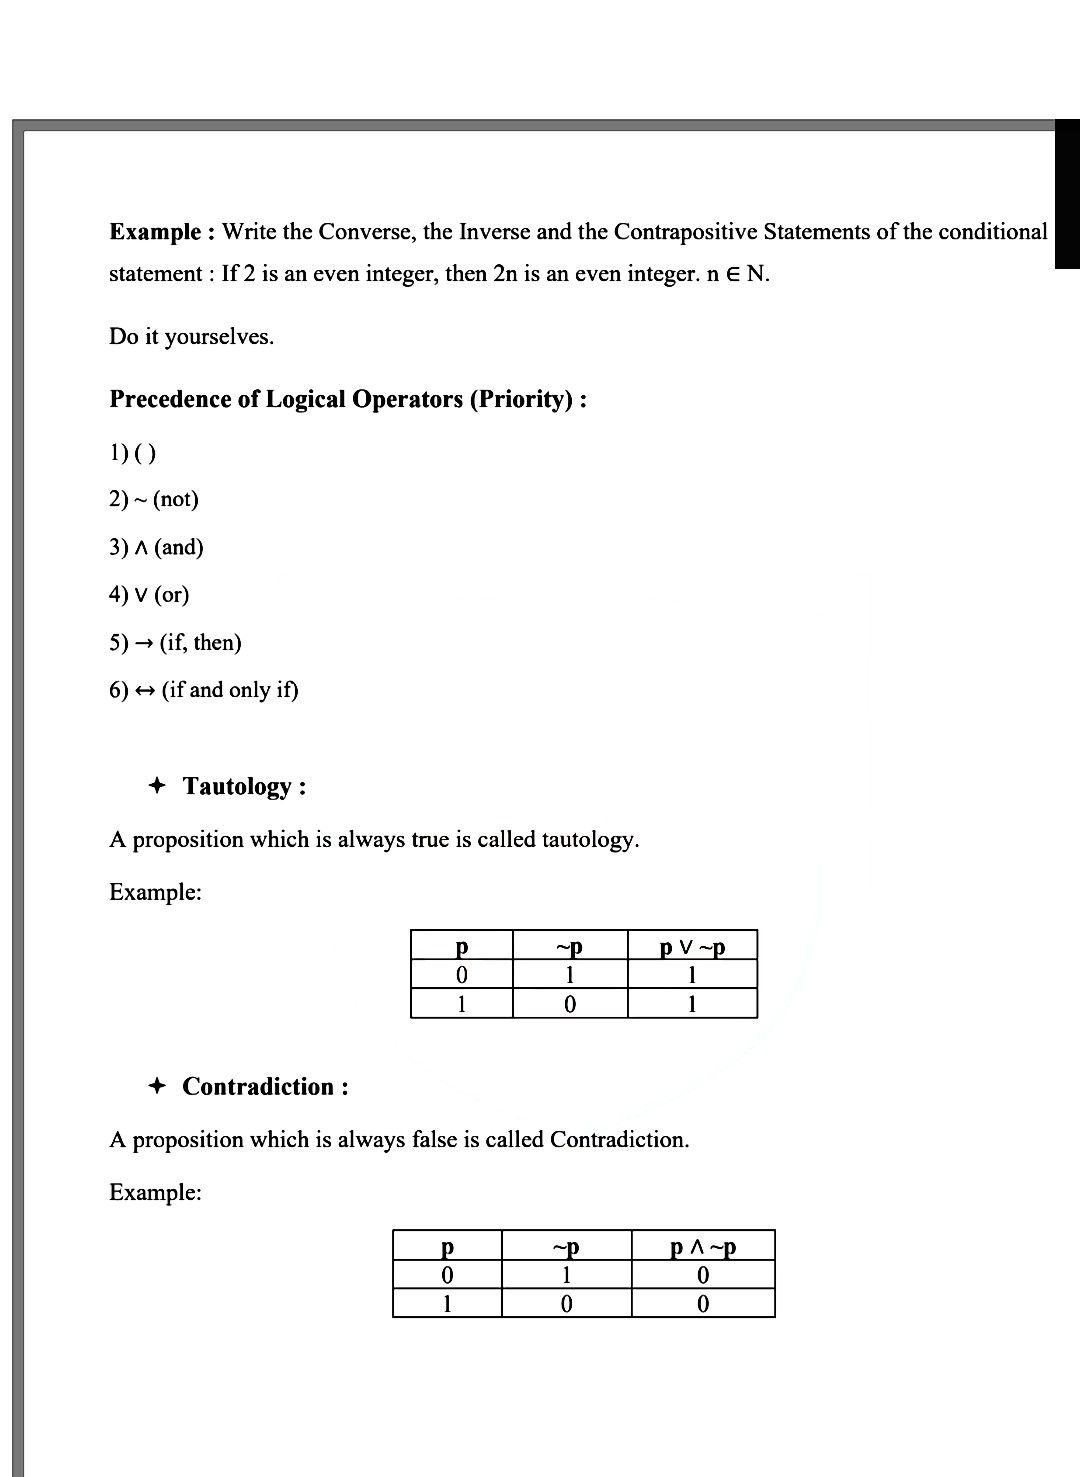 Example : Write the Converse, the Inverse and the Contrapositive Statements of the conditional
statement : If 2 is an even integer, then 2n is an even integer. n ∈ N.
Do it yourselves.
Precedence of Logical Operators (Priority) :
1) ( )
2) ~ (not)
3) ∧ (and)
4) ∨ (or)
5) → (if, then)
6) ↔ (if and only if)
✦ Tautology :
A proposition which is always true is called tautology.
Example:
p ~p p ∨ ~p
0 1 1
1 0 1
✦ Contradiction :
A proposition which is always false is called Contradiction.
Example:
p ~p p ∧ ~p
0 1 0
1 0 0